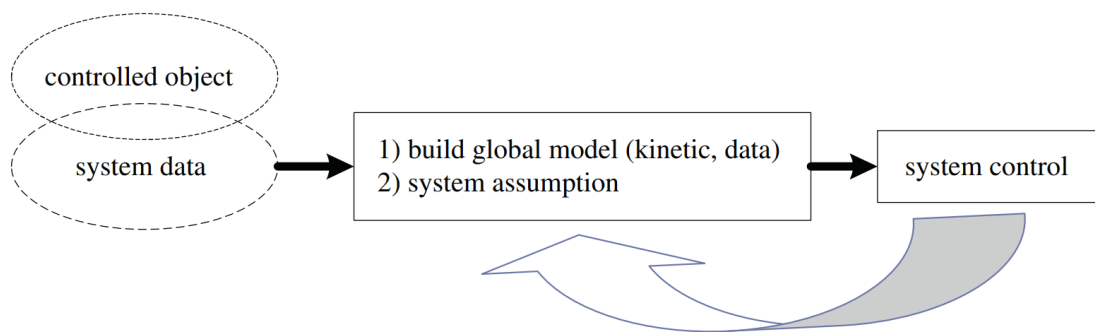 controlled object
system data
1) build global model (kinetic, data)
2) system assumption
system control